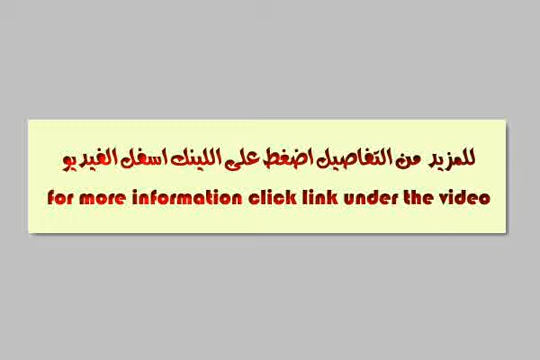 للمزيد من التفاصيل اضغط على اللينك اسفل الفيديو
for more information click link under the video